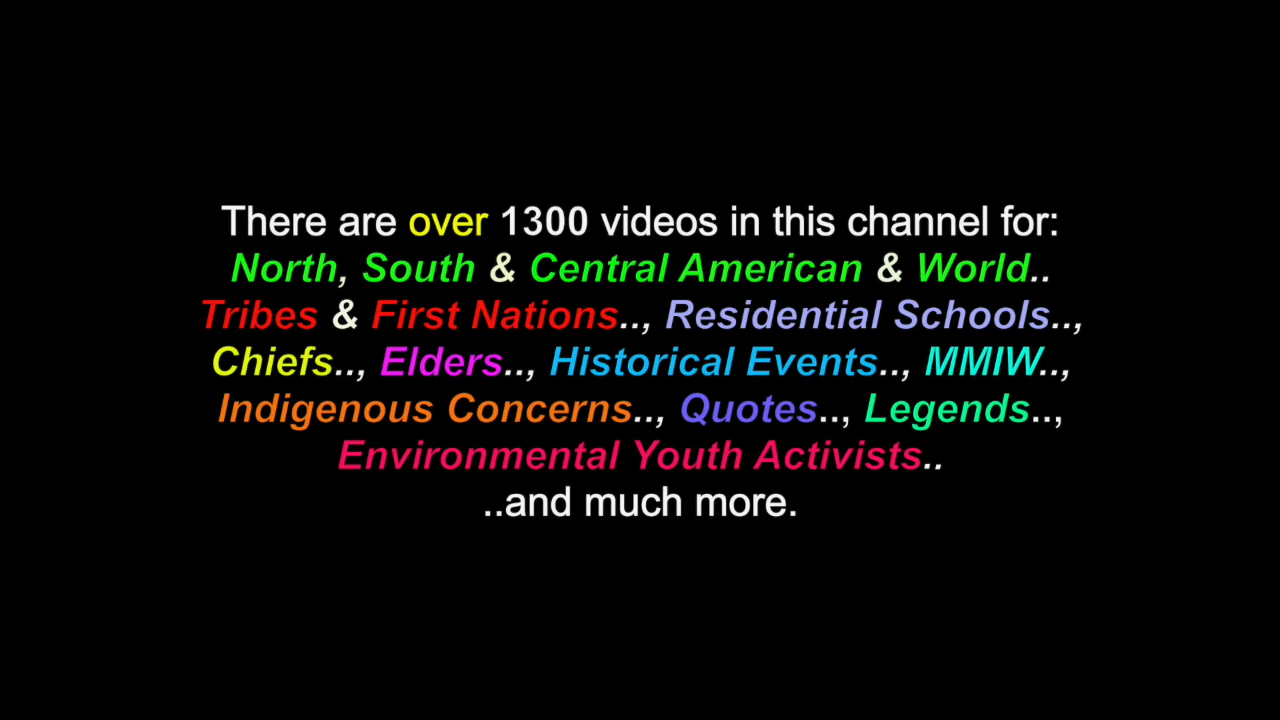 There are over 1300 videos in this channel for:
North, South & Central American & World..
Tribes & First Nations.., Residential Schools..,
Chiefs.., Elders.., Historical Events.., MMIW..,
Indigenous Concerns.., Quotes.., Legends..,
Environmental Youth Activists..
..and much more.